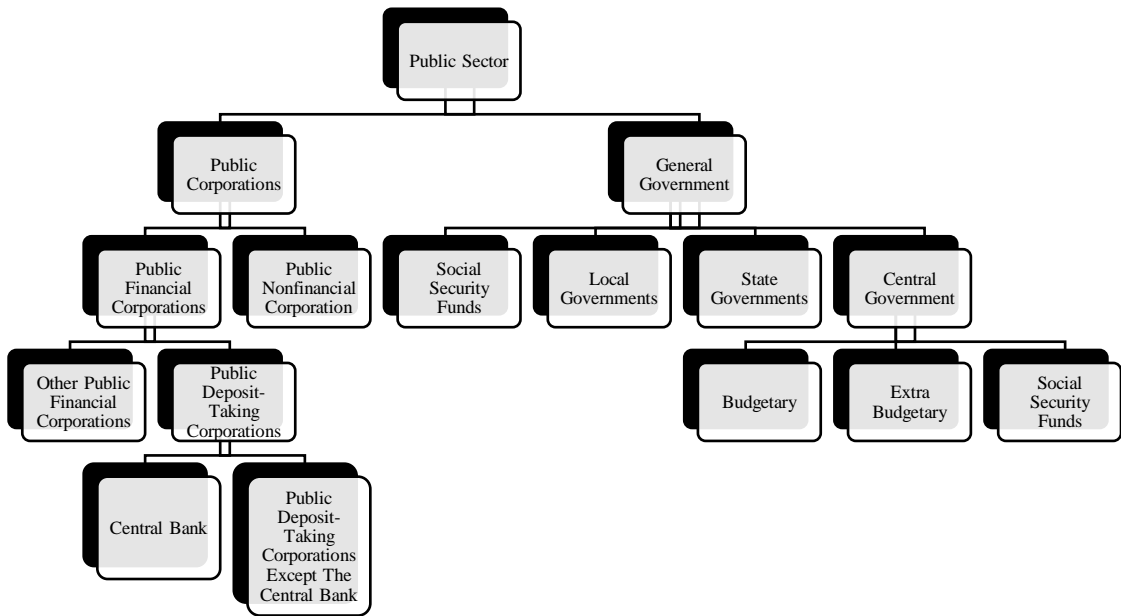 Public Sector
Public
Corporations
General
Government
Public
Financial
Corporations
Public
Nonfinancial
Corporation
Social
Security
Funds
Local
Governments
State
Governments
Central
Government
Other Public
Financial
Corporations
Public
Deposit-
Taking
Corporations
Budgetary
Extra
Budgetary
Social
Security
Funds
Central Bank
Public
Deposit-
Taking
Corporations
Except The
Central Bank